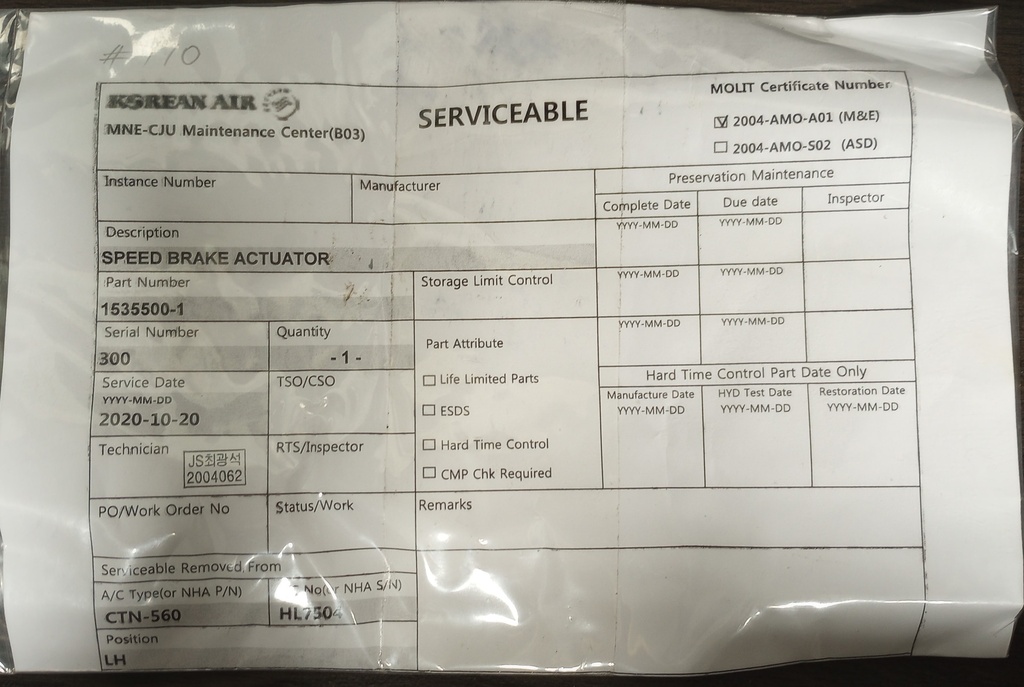 KOREAN AIR
MNE-CJU Maintenance Center(B03)
SERVICEABLE
MOLIT Certificate Number
☑ 2004-AMO-A01 (M&E)
☐ 2004-AMO-S02 (ASD)
Instance Number
Manufacturer
Preservation Maintenance
Complete Date
Due date
Inspector
YYYY-MM-DD
YYYY-MM-DD
Description
SPEED BRAKE ACTUATOR
Part Number
1535500-1
Storage Limit Control
YYYY-MM-DD
YYYY-MM-DD
Serial Number
300
Quantity
- 1 -
Part Attribute
☐ Life Limited Parts
☐ ESDS
☐ Hard Time Control
☐ CMP Chk Required
YYYY-MM-DD
YYYY-MM-DD
Hard Time Control Part Date Only
Manufacture Date
YYYY-MM-DD
HYD Test Date
YYYY-MM-DD
Restoration Date
YYYY-MM-DD
Service Date
YYYY-MM-DD
2020-10-20
TSO/CSO
Technician
JS최광석
2004062
RTS/Inspector
PO/Work Order No
Status/Work
Remarks
Serviceable Removed From
A/C Type(or NHA P/N)
CTN-560
No(or NHA S/N)
HL7504
Position
LH